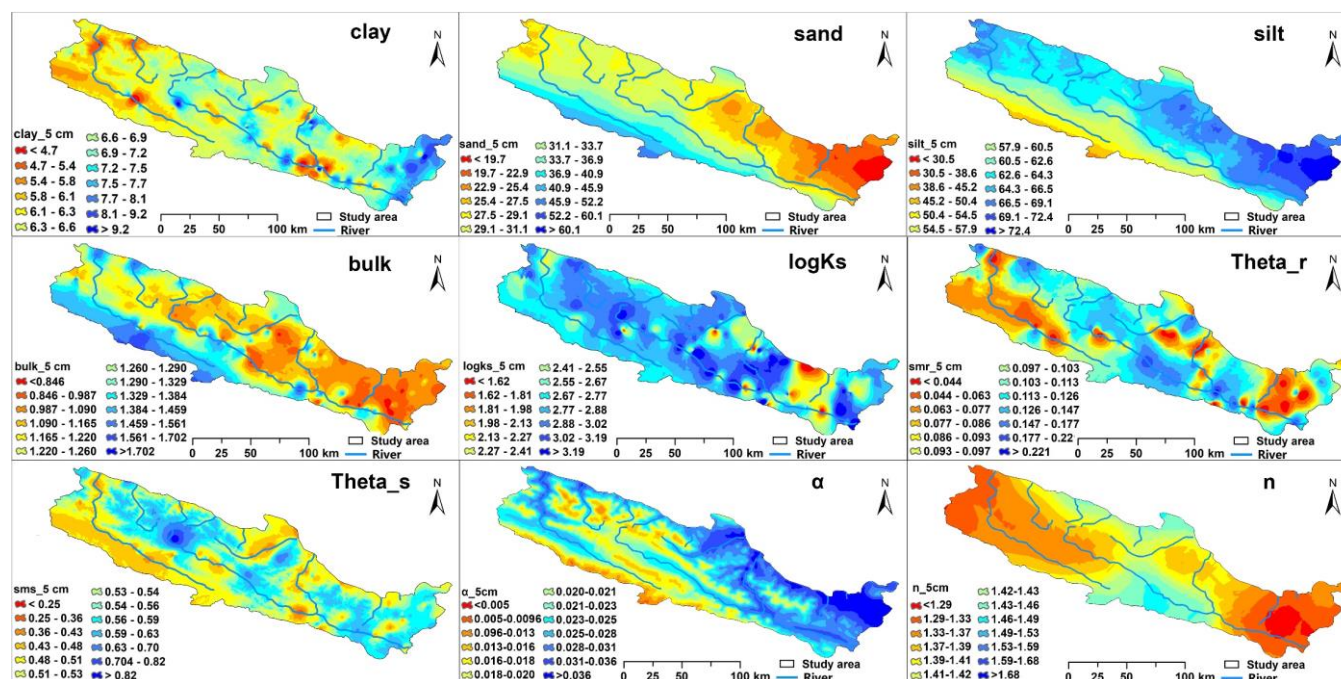 clay
N
clay_5 cm
< 4.7
4.7 - 5.4
5.4 - 5.8
5.8 - 6.1
6.1 - 6.3
6.3 - 6.6
6.6 - 6.9
6.9 - 7.2
7.2 - 7.5
7.5 - 7.7
7.7 - 8.1
8.1 - 9.2
> 9.2
0 25 50 100 km
Study area
River
sand
N
sand_5 cm
< 19.7
19.7 - 22.9
22.9 - 25.4
25.4 - 27.5
27.5 - 29.1
29.1 - 31.1
31.1 - 33.7
33.7 - 36.9
36.9 - 40.9
40.9 - 45.9
45.9 - 52.2
52.2 - 60.1
> 60.1
0 25 50 100 km
Study area
River
silt
N
silt_5 cm
< 30.5
30.5 - 38.6
38.6 - 45.2
45.2 - 50.4
50.4 - 54.5
54.5 - 57.9
57.9 - 60.5
60.5 - 62.6
62.6 - 64.3
64.3 - 66.5
66.5 - 69.1
69.1 - 72.4
> 72.4
0 25 50 100 km
Study area
River
bulk
N
bulk_5 cm
<0.846
0.846 - 0.987
0.987 - 1.090
1.090 - 1.165
1.165 - 1.220
1.220 - 1.260
1.260 - 1.290
1.290 - 1.329
1.329 - 1.384
1.384 - 1.459
1.459 - 1.561
1.561 - 1.702
>1.702
0 25 50 100 km
Study area
River
logKs
N
logks_5 cm
< 1.62
1.62 - 1.81
1.81 - 1.98
1.98 - 2.13
2.13 - 2.27
2.27 - 2.41
2.41 - 2.55
2.55 - 2.67
2.67 - 2.77
2.77 - 2.88
2.88 - 3.02
3.02 - 3.19
> 3.19
0 25 50 100 km
Study area
River
Theta_r
N
smr_5 cm
< 0.044
0.044 - 0.063
0.063 - 0.077
0.077 - 0.086
0.086 - 0.093
0.093 - 0.097
0.097 - 0.103
0.103 - 0.113
0.113 - 0.126
0.126 - 0.147
0.147 - 0.177
0.177 - 0.22
> 0.221
0 25 50 100 km
Study area
River
Theta_s
N
sms_5 cm
< 0.25
0.25 - 0.36
0.36 - 0.43
0.43 - 0.48
0.48 - 0.51
0.51 - 0.53
0.53 - 0.54
0.54 - 0.56
0.56 - 0.59
0.59 - 0.63
0.63 - 0.70
0.704 - 0.82
> 0.82
0 25 50 100 km
Study area
River
α
N
α_5cm
<0.005
0.005-0.0096
0.096-0.013
0.013-0.016
0.016-0.018
0.018-0.020
0.020-0.021
0.021-0.023
0.023-0.025
0.025-0.028
0.028-0.031
0.031-0.036
>0.036
0 25 50 100 km
Study area
River
n
N
n_5cm
<1.29
1.29-1.33
1.33-1.37
1.37-1.39
1.39-1.41
1.41-1.42
1.42-1.43
1.43-1.46
1.46-1.49
1.49-1.53
1.53-1.59
1.59-1.68
>1.68
0 25 50 100 km
Study area
River